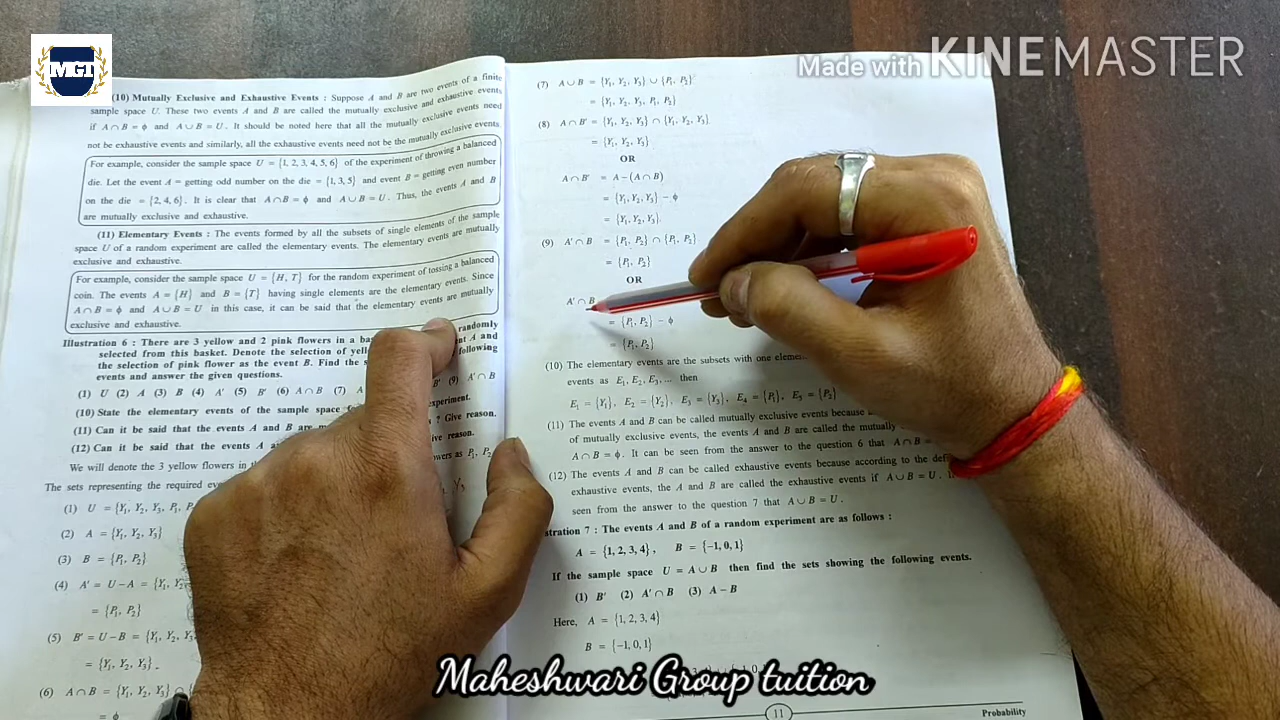 MGI
Made with KINEMASTER
(10) Mutually Exclusive and Exhaustive Events : Suppose A and B are two events of a finite
sample space U. These two events A and B are called the mutually exclusive and exhaustive events
if A ∩ B = ϕ and A ∪ B = U . It should be noted here that all the mutually exclusive events need
not be exhaustive events and similarly, all the exhaustive events need not be the mutually exclusive events.
For example, consider the sample space U = {1, 2, 3, 4, 5, 6} of the experiment of throwing a balanced
die. Let the event A = getting odd number on the die = {1, 3, 5} and event B = getting even number
on the die = {2, 4, 6} . It is clear that A ∩ B = ϕ and A ∪ B = U . Thus, the events A and B
are mutually exclusive and exhaustive.
(11) Elementary Events : The events formed by all the subsets of single elements of the sample
space U of a random experiment are called the elementary events. The elementary events are mutually
exclusive and exhaustive.
For example, consider the sample space U = {H, T} for the random experiment of tossing a balanced
coin. The events A = {H} and B = {T} having single elements are the elementary events. Since
A ∩ B = ϕ and A ∪ B = U in this case, it can be said that the elementary events are mutually
exclusive and exhaustive.
Illustration 6 : There are 3 yellow and 2 pink flowers in a randomly
selected from this basket. Denote the selection of A and
the selection of pink flower as the event B. Find the following
events and answer the given questions.
(1) U (2) A (3) B (4) A′ (5) B′ (6) A ∩ B (7) A B′ (9) A′ ∩ B
(10) State the elementary events of the sample space
(11) Can it be said that the events A and B are ? Give reason.
(12) Can it be said that the events A
We will denote the 3 yellow flowers in as P₁, P₂
The sets representing the required
(1) U = {Y₁, Y₂, Y₃, P₁,
(2) A = {Y₁, Y₂, Y₃}
(3) B = {P₁, P₂}
(4) A′ = U − A = {Y₁,
= {P₁, P₂}
(5) B′ = U − B = {Y₁, Y₂, Y₃
= {Y₁, Y₂, Y₃}
(6) A ∩ B = {Y₁, Y₂, Y₃} ∩
= ϕ
(7) A ∪ B = {Y₁, Y₂, Y₃} ∪ {P₁, P₂}
= {Y₁, Y₂, Y₃, P₁, P₂}
(8) A ∩ B′ = {Y₁, Y₂, Y₃} ∩ {Y₁, Y₂, Y₃}
= {Y₁, Y₂, Y₃}
OR
A ∩ B′ = A − (A ∩ B)
= {Y₁, Y₂, Y₃} − ϕ
= {Y₁, Y₂, Y₃}
(9) A′ ∩ B = {P₁, P₂} ∩ {P₁, P₂}
= {P₁, P₂}
OR
A′ ∩ B
= {P₁, P₂} − ϕ
= {P₁, P₂}
(10) The elementary events are the subsets with one
events as E₁, E₂, E₃,... then
E₁ = {Y₁}, E₂ = {Y₂}, E₃ = {Y₃}, E₄ = {P₁}, E₅ = {P₂}
(11) The events A and B can be called mutually exclusive events because
of mutually exclusive events, the events A and B are called the mutually
A ∩ B = ϕ. It can be seen from the answer to the question 6 that A ∩ B =
(12) The events A and B can be called exhaustive events because according to the
exhaustive events, the A and B are called the exhaustive events if A ∪ B = U.
seen from the answer to the question 7 that A ∪ B = U .
stration 7 : The events A and B of a random experiment are as follows :
A = {1, 2, 3, 4}, B = {−1, 0, 1}
If the sample space U = A ∪ B then find the sets showing the following events.
(1) B′ (2) A′ ∩ B (3) A − B
Here, A = {1, 2, 3, 4}
B = {−1, 0, 1}
Maheshwari Group tuition
11
Probability